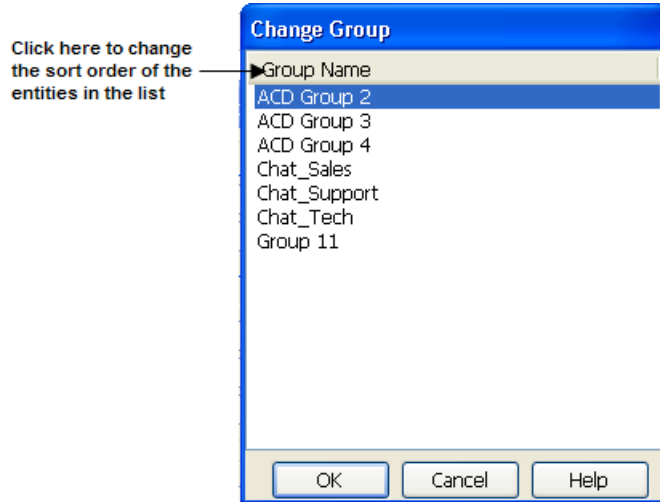 Change Group
Click here to change
the sort order of the
entities in the list
Group Name
ACD Group 2
ACD Group 3
ACD Group 4
Chat_Sales
Chat_Support
Chat_Tech
Group 11
OK
Cancel
Help